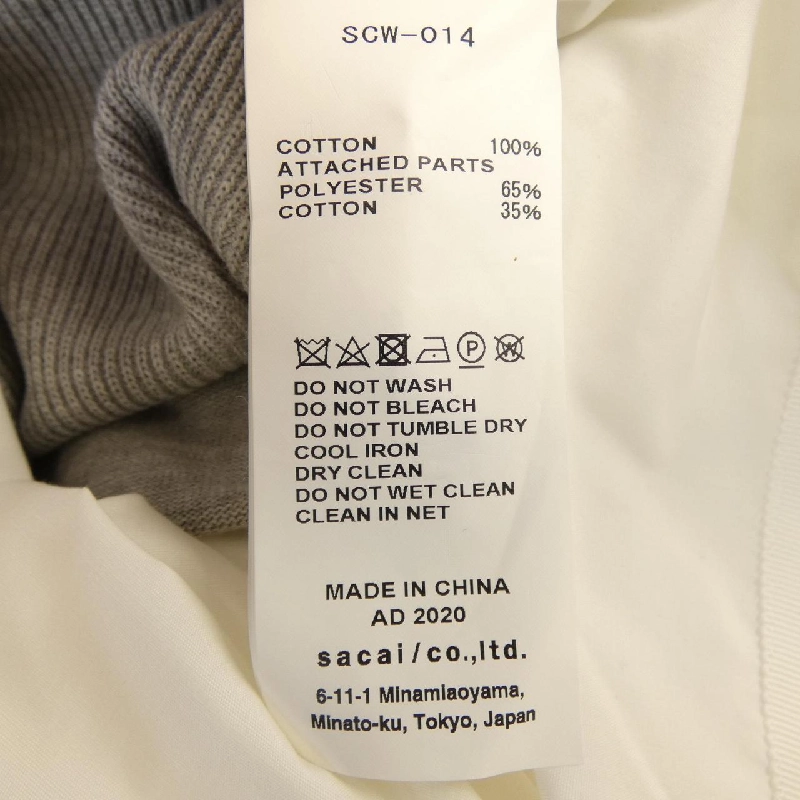 SCW-014
COTTON 100%
ATTACHED PARTS
POLYESTER 65%
COTTON 35%
P W
DO NOT WASH
DO NOT BLEACH
DO NOT TUMBLE DRY
COOL IRON
DRY CLEAN
DO NOT WET CLEAN
CLEAN IN NET
MADE IN CHINA
AD 2020
sacai/co.,ltd.
6-11-1 Minamiaoyama,
Minato-ku, Tokyo, Japan